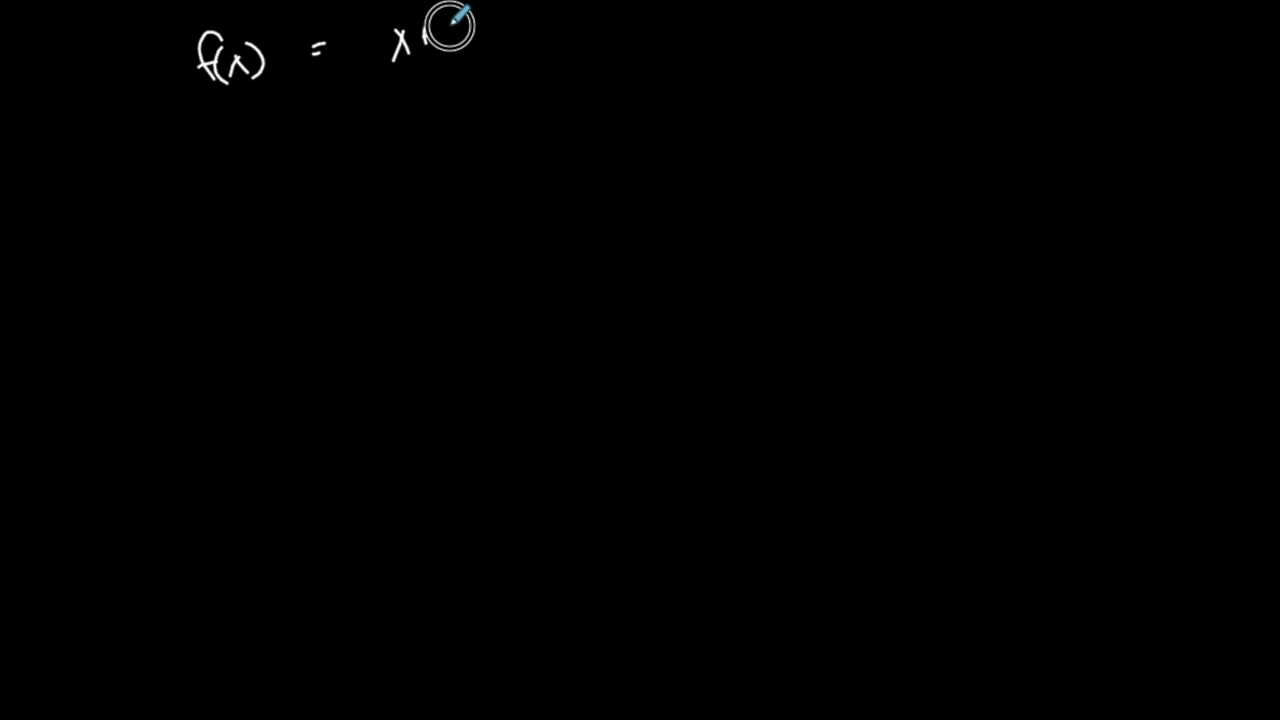 f(x) = x